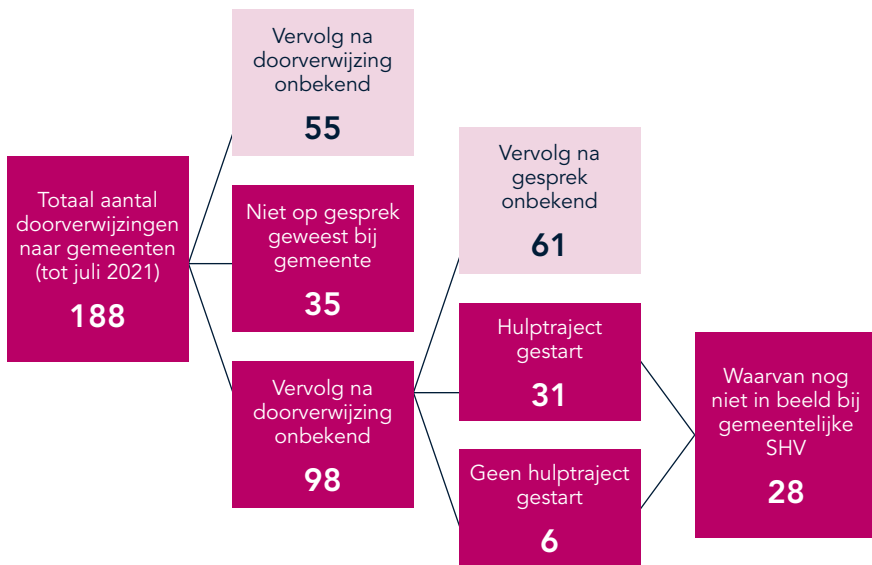 Totaal aantal
doorverwijzingen
naar gemeenten
(tot juli 2021)
188
Vervolg na
doorverwijzing
onbekend
55
Niet op gesprek
geweest bij
gemeente
35
Vervolg na
doorverwijzing
onbekend
98
Vervolg na
gesprek
onbekend
61
Hulptraject
gestart
31
Geen hulptraject
gestart
6
Waarvan nog
niet in beeld bij
gemeentelijke
SHV
28